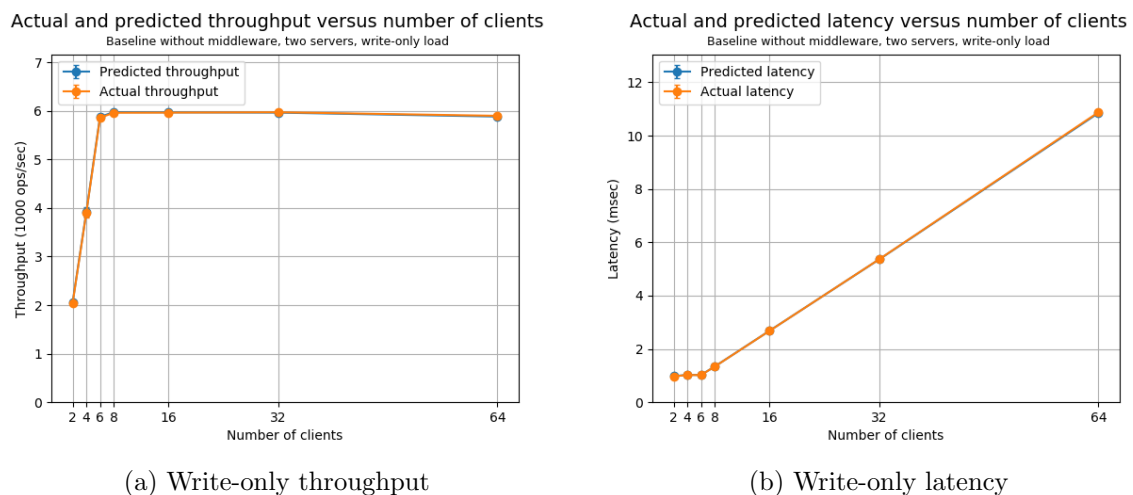 Actual and predicted throughput versus number of clients
Baseline without middleware, two servers, write-only load
Predicted throughput
Actual throughput
Throughput (1000 ops/sec)
7
6
5
4
3
2
1
0
2 4 6 8 16 32 64
Number of clients
(a) Write-only throughput
Actual and predicted latency versus number of clients
Baseline without middleware, two servers, write-only load
Predicted latency
Actual latency
Latency (msec)
12
10
8
6
4
2
0
2 4 6 8 16 32 64
Number of clients
(b) Write-only latency